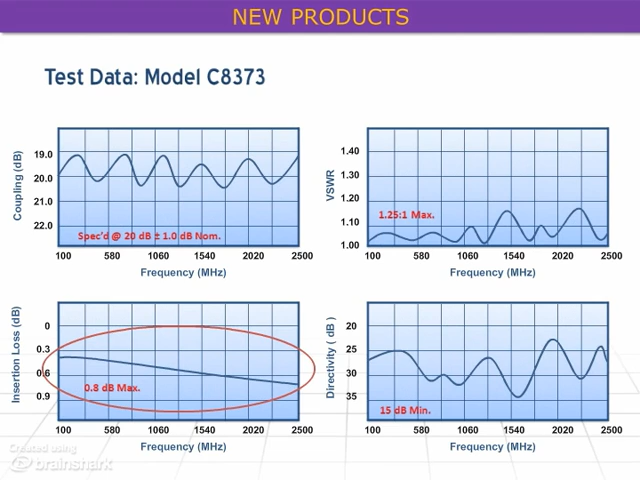 NEW PRODUCTS
Test Data: Model C8373
Coupling (dB)
19.0
20.0
21.0
22.0
Spec'd @ 20 dB ± 1.0 dB Nom.
100 580 1060 1540 2020 2500
Frequency (MHz)
VSWR
1.40
1.30
1.20
1.10
1.00
1.25:1 Max.
100 580 1060 1540 2020 2500
Frequency (MHz)
Insertion Loss (dB)
0
0.3
0.6
0.9
0.8 dB Max.
100 580 1060 1540 2020 2500
Frequency (MHz)
Directivity ( dB )
20
25
30
35
15 dB Min.
100 580 1060 1540 2020 2500
Frequency (MHz)
Created using
brainshark